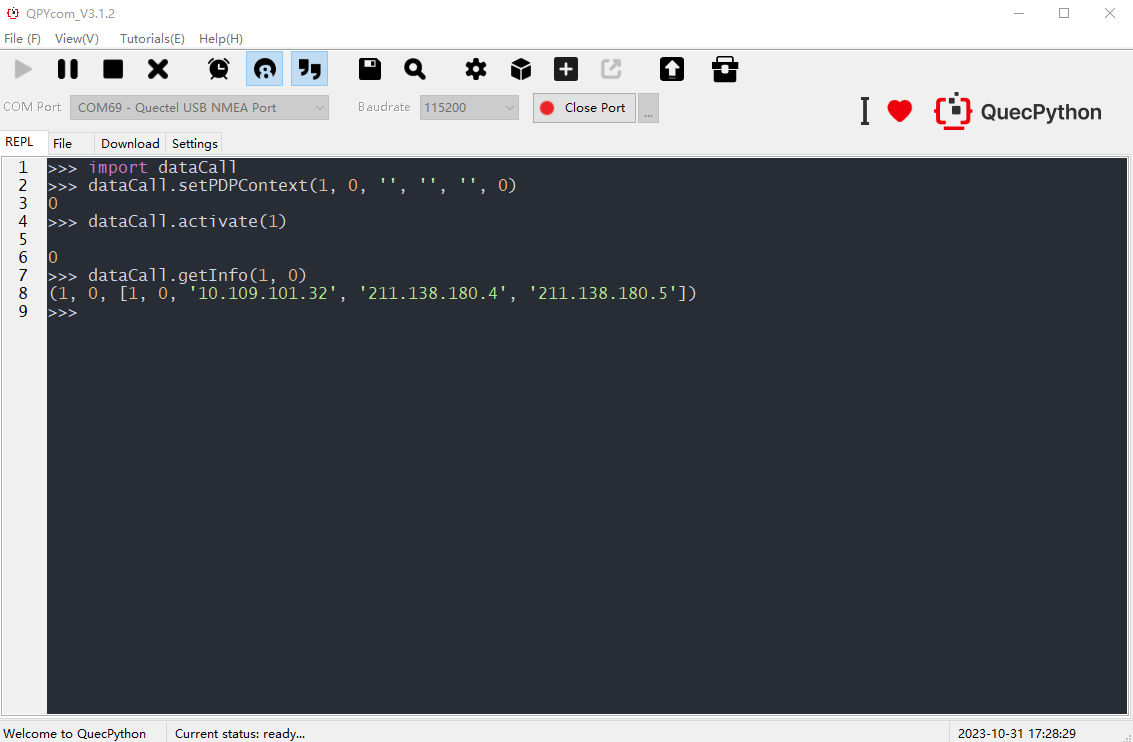 QPYcom_V3.1.2
File (F) View(V) Tutorials(E) Help(H)
COM Port COM69 - Quectel USB NMEA Port Baudrate 115200 Close Port ... I QuecPython
REPL File Download Settings
1 >>> import dataCall
2 >>> dataCall.setPDPContext(1, 0, '', '', '', 0)
3 0
4 >>> dataCall.activate(1)
5
6 0
7 >>> dataCall.getInfo(1, 0)
8 (1, 0, [1, 0, '10.109.101.32', '211.138.180.4', '211.138.180.5'])
9 >>>
Welcome to QuecPython Current status: ready... 2023-10-31 17:28:29